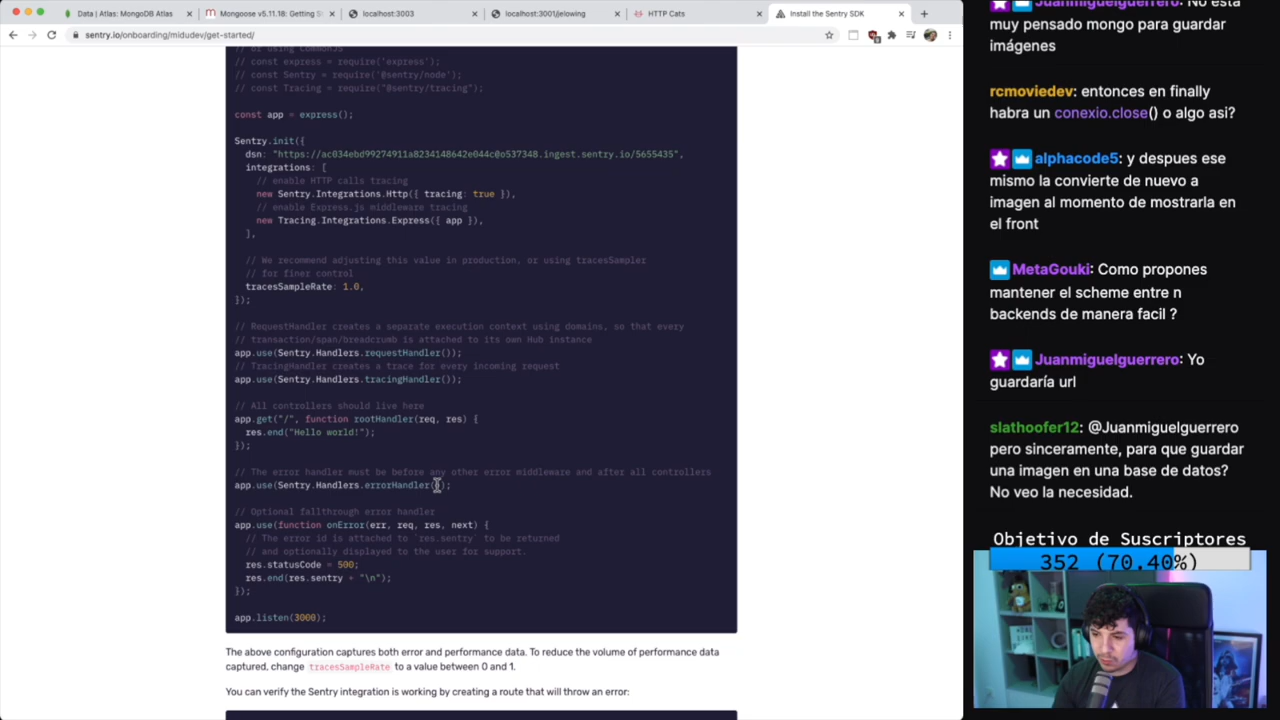 Data | Atlas: MongoDB Atlas
Mongoose v5.11.18: Getting S
localhost:3003
localhost:3001/jelowing
HTTP Cats
Install the Sentry SDK
sentry.io/onboarding/midudev/get-started/
// or using CommonJS
// const express = require('express');
// const Sentry = require('@sentry/node');
// const Tracing = require("@sentry/tracing");
const app = express();
Sentry.init({
dsn: "https://ac034ebd99274911a8234148642e044c@o537348.ingest.sentry.io/5655435",
integrations: [
// enable HTTP calls tracing
new Sentry.Integrations.Http({ tracing: true }),
// enable Express.js middleware tracing
new Tracing.Integrations.Express({ app }),
],
// We recommend adjusting this value in production, or using tracesSampler
// for finer control
tracesSampleRate: 1.0,
});
// RequestHandler creates a separate execution context using domains, so that every
// transaction/span/breadcrumb is attached to its own Hub instance
app.use(Sentry.Handlers.requestHandler());
// TracingHandler creates a trace for every incoming request
app.use(Sentry.Handlers.tracingHandler());
// All controllers should live here
app.get("/", function rootHandler(req, res) {
res.end("Hello world!");
});
// The error handler must be before any other error middleware and after all controllers
app.use(Sentry.Handlers.errorHandler());
// Optional fallthrough error handler
app.use(function onError(err, req, res, next) {
// The error id is attached to `res.sentry` to be returned
// and optionally displayed to the user for support.
res.statusCode = 500;
res.end(res.sentry + "\n");
});
app.listen(3000);
The above configuration captures both error and performance data. To reduce the volume of performance data
captured, change tracesSampleRate to a value between 0 and 1.
You can verify the Sentry integration is working by creating a route that will throw an error:
Juanmiguelguerrero: No esta
muy pensado mongo para guardar
imágenes
rcmoviedev: entonces en finally
habra un conexio.close() o algo asi?
alphacode5: y despues ese
mismo la convierte de nuevo a
imagen al momento de mostrarla en
el front
MetaGouki: Como propones
mantener el scheme entre n
backends de manera facil ?
Juanmiguelguerrero: Yo
guardaría url
slathoofer12: @Juanmiguelguerrero
pero sinceramente, para que guardar
una imagen en una base de datos?
No veo la necesidad.
Objetivo de Suscriptores
352 (70.40%)